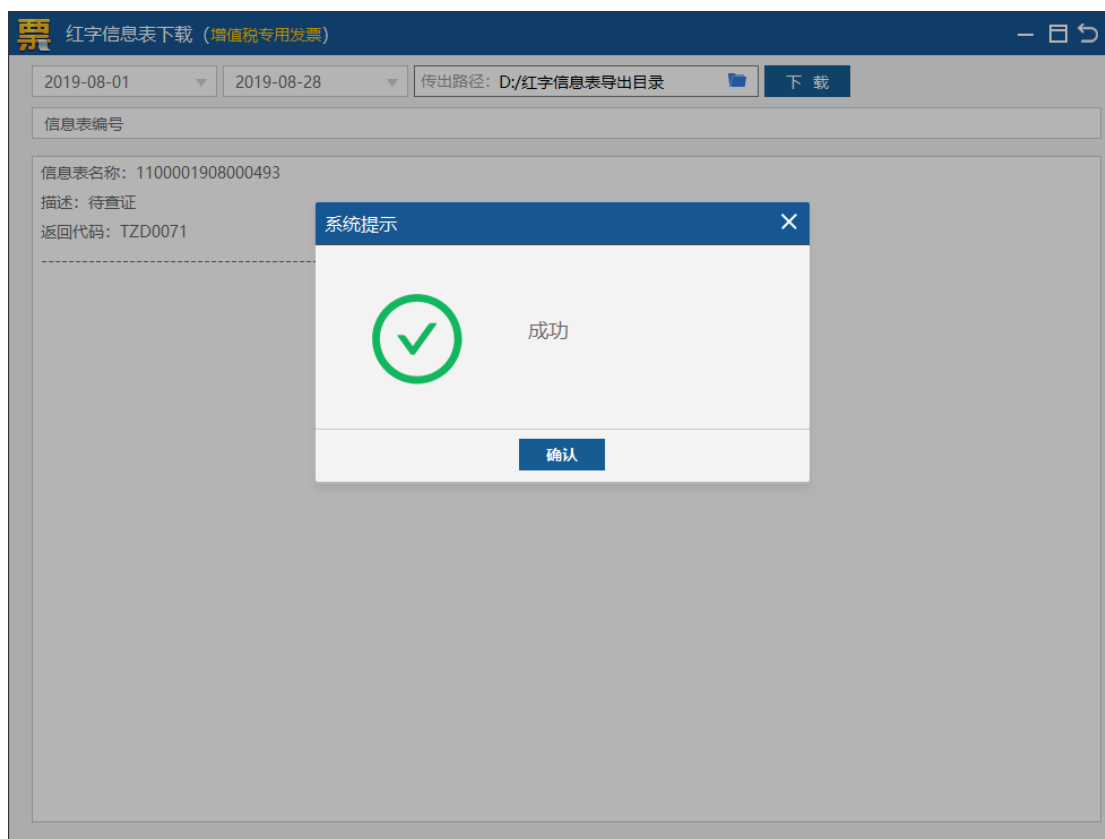 票 红字信息表下载（增值税专用发票）
2019-08-01 2019-08-28 传出路径：D:/红字信息表导出目录 下 载
信息表编号
信息表名称：1100001908000493
描述：待查证
返回代码：TZD0071
---------------------------------------
系统提示
成功
确认